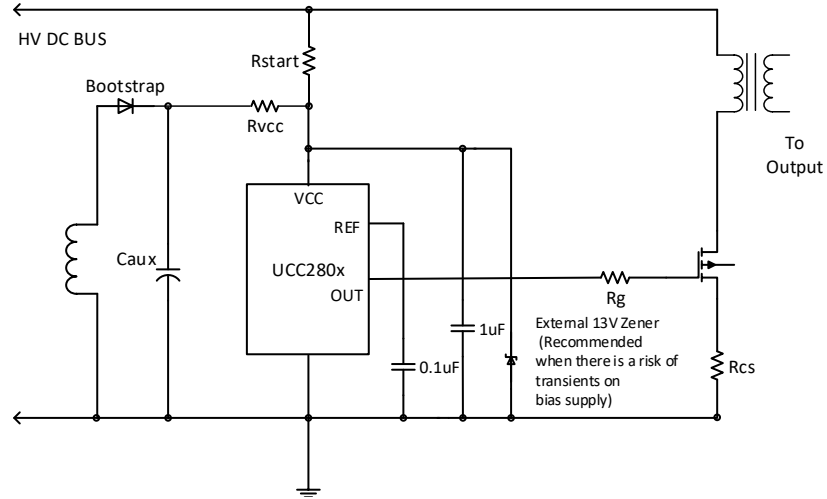 HV DC BUS
Rstart
Bootstrap
Rvcc
To
Output
VCC
REF
UCC280x
Caux
OUT
Rg
1uF
External 13V Zener
(Recommended
when there is a risk of
transients on
bias supply)
0.1uF
Rcs